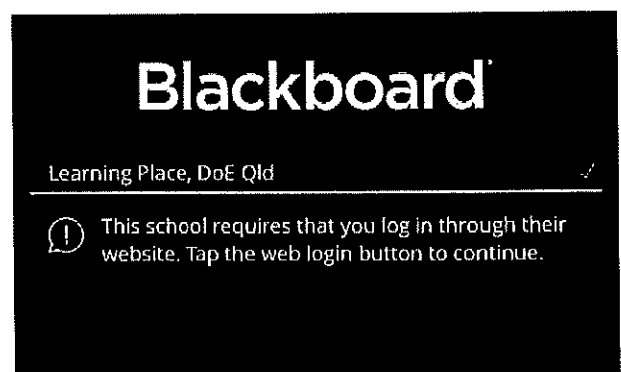 Blackboard
Learning Place, DoE Qld
This school requires that you log in through their
website. Tap the web login button to continue.